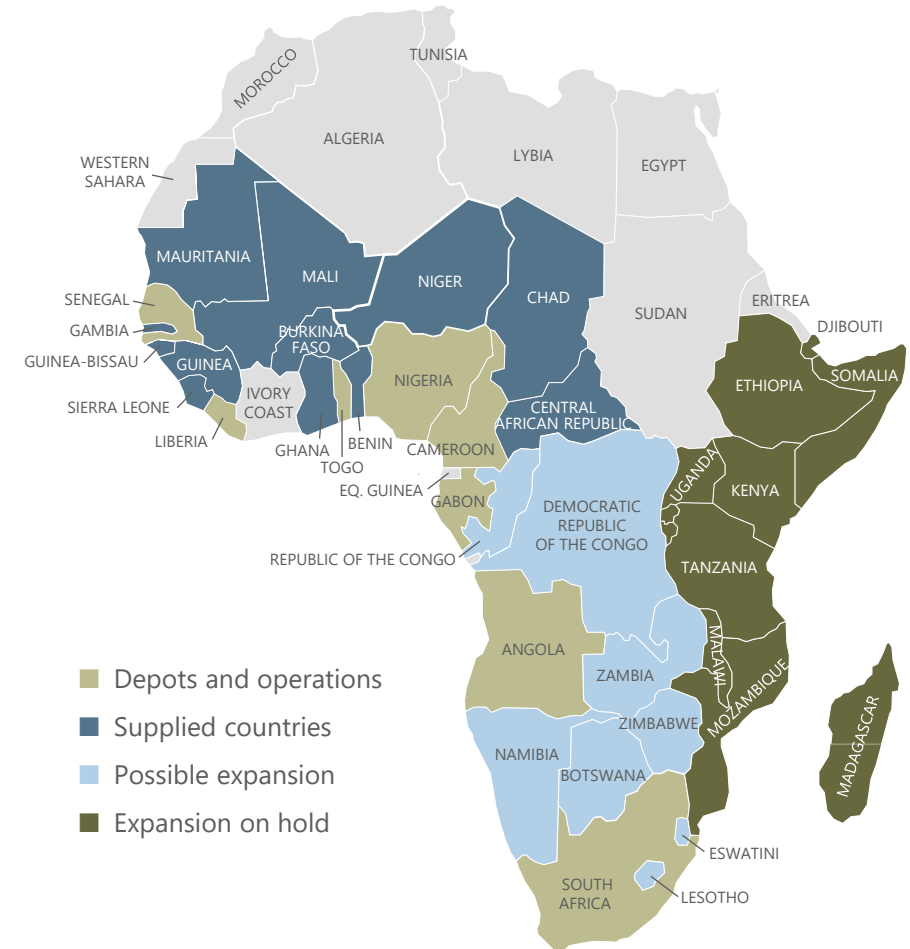 TUNISIA
MOROCCO
ALGERIA
LYBIA
EGYPT
WESTERN
SAHARA
MAURITANIA
MALI
NIGER
CHAD
SUDAN
ERITREA
DJIBOUTI
SENEGAL
GAMBIA
GUINEA-BISSAU
GUINEA
BURKINA
FASO
SOMALIA
ETHIOPIA
NIGERIA
IVORY
COAST
SIERRA LEONE
LIBERIA
GHANA
TOGO
BENIN
CENTRAL
AFRICAN REPUBLIC
CAMEROON
EQ. GUINEA
GABON
UGANDA
KENYA
DEMOCRATIC
REPUBLIC
OF THE CONGO
REPUBLIC OF THE CONGO
TANZANIA
ANGOLA
ZAMBIA
MALAWI
MOZAMBIQUE
ZIMBABWE
NAMIBIA
BOTSWANA
MADAGASCAR
ESWATINI
LESOTHO
SOUTH
AFRICA
Depots and operations
Supplied countries
Possible expansion
Expansion on hold